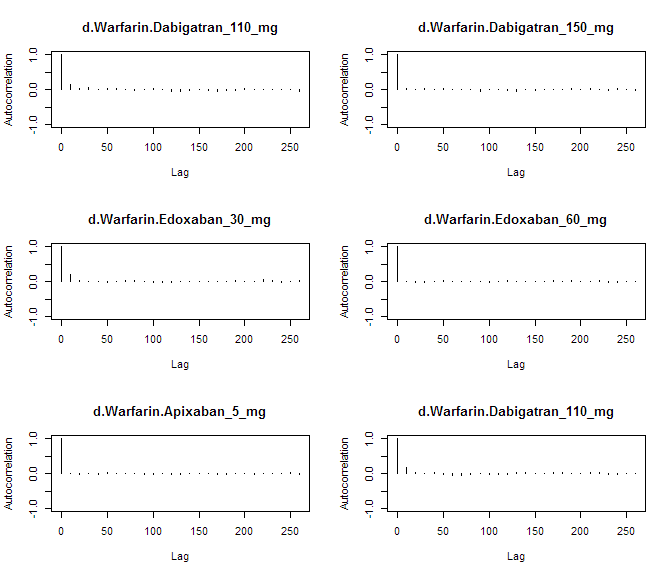 d.Warfarin.Dabigatran_110_mg
Autocorrelation
1.0
0.0
-1.0
0 50 100 150 200 250
Lag
d.Warfarin.Dabigatran_150_mg
Autocorrelation
1.0
0.0
-1.0
0 50 100 150 200 250
Lag
d.Warfarin.Edoxaban_30_mg
Autocorrelation
1.0
0.0
-1.0
0 50 100 150 200 250
Lag
d.Warfarin.Edoxaban_60_mg
Autocorrelation
1.0
0.0
-1.0
0 50 100 150 200 250
Lag
d.Warfarin.Apixaban_5_mg
Autocorrelation
1.0
0.0
-1.0
0 50 100 150 200 250
Lag
d.Warfarin.Dabigatran_110_mg
Autocorrelation
1.0
0.0
-1.0
0 50 100 150 200 250
Lag